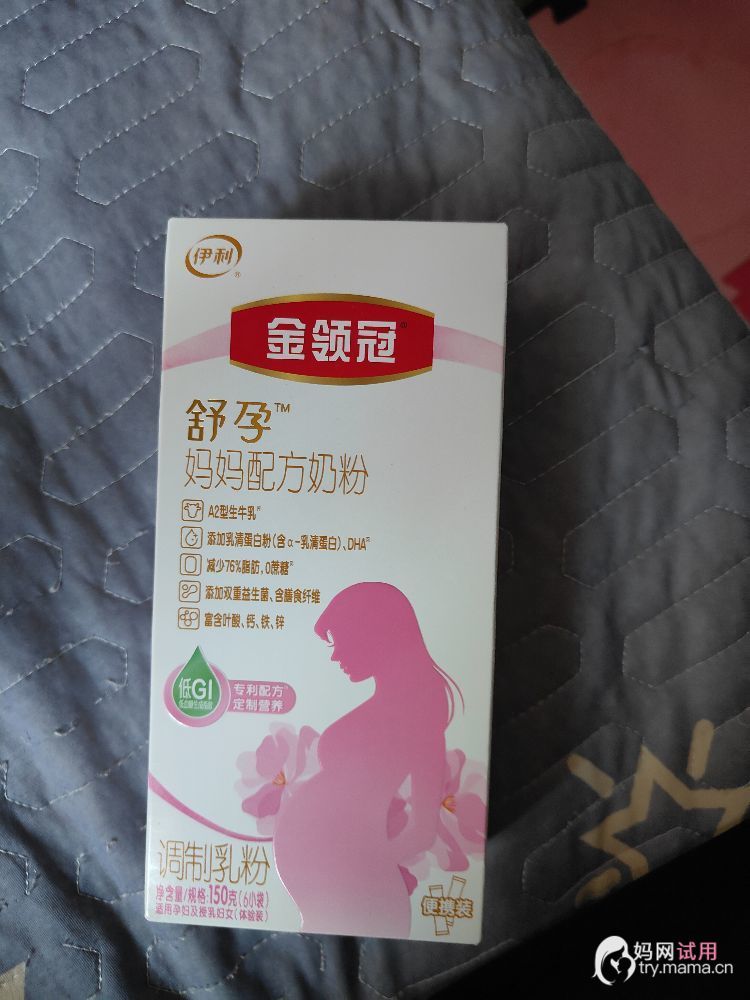 伊利
®
金领冠®
舒孕™
妈妈配方奶粉
A2型生牛乳
添加乳清蛋白粉(含α-乳清蛋白)、DHA
减少76%脂肪,0蔗糖
添加双重益生菌、含膳食纤维
富含叶酸、钙、铁、锌
低GI
专利配方
定制营养
调制乳粉
净含量/规格:150克(6小袋)
适用孕妇及授乳妇女(体验装)
便携装
妈网试用
try.mama.cn